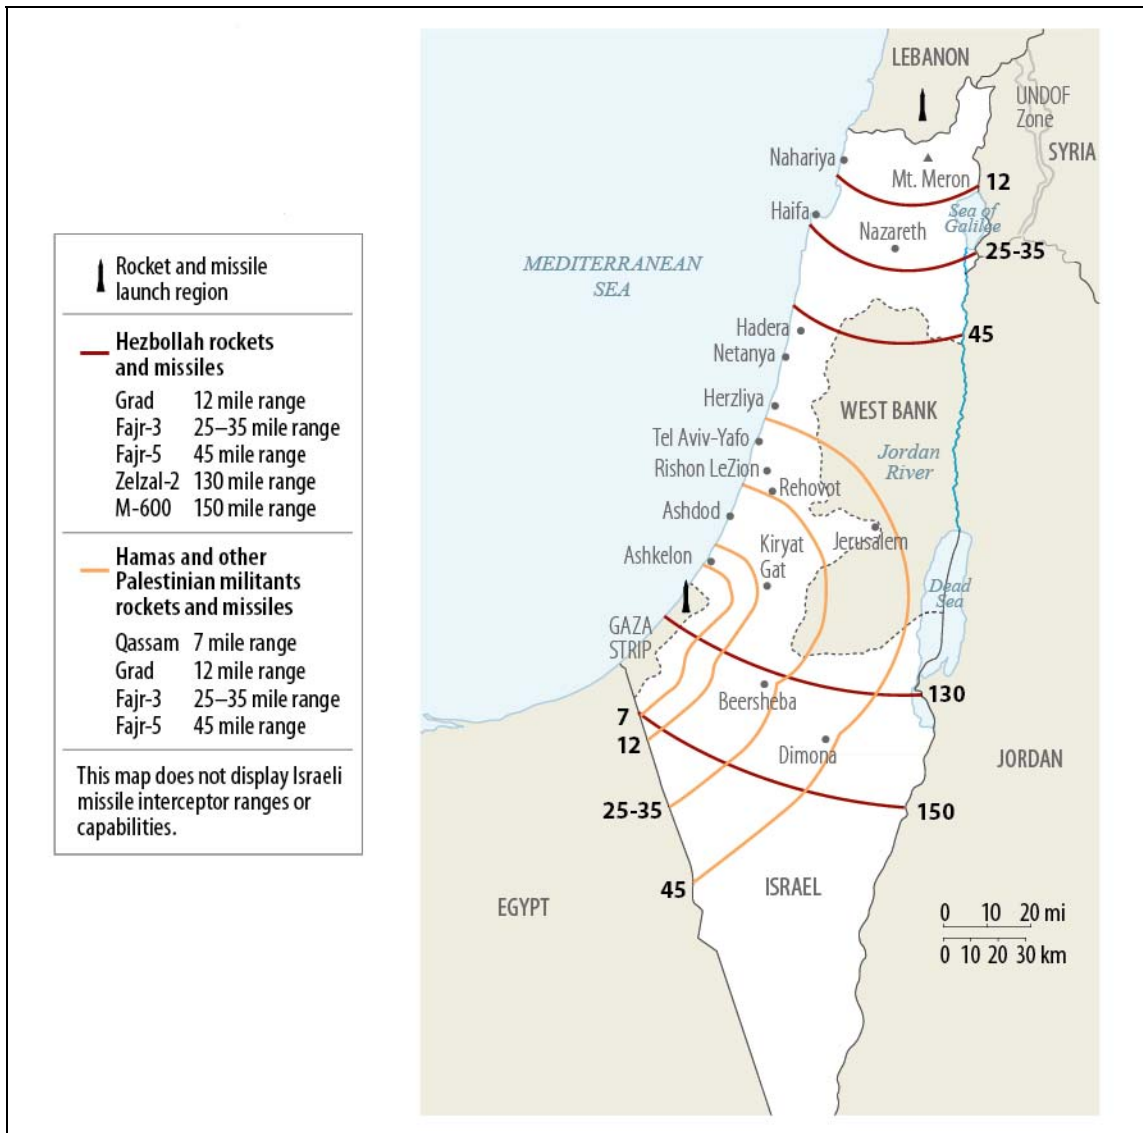 Rocket and missile
launch region
Hezbollah rockets
and missiles
Grad 12 mile range
Fajr-3 25–35 mile range
Fajr-5 45 mile range
Zelzal-2 130 mile range
M-600 150 mile range
Hamas and other
Palestinian militants
rockets and missiles
Qassam 7 mile range
Grad 12 mile range
Fajr-3 25–35 mile range
Fajr-5 45 mile range
This map does not display Israeli
missile interceptor ranges or
capabilities.
LEBANON
UNDOF
Zone
SYRIA
Nahariya
Mt. Meron
12
Haifa
Sea of
Galilee
Nazareth
25-35
MEDITERRANEAN
SEA
Hadera
45
Netanya
Herzliya
WEST BANK
Tel Aviv-Yafo
Jordan
River
Rishon LeZion
Rehovot
Ashdod
Jerusalem
Kiryat
Gat
Ashkelon
Dead
Sea
GAZA
STRIP
130
Beersheba
7
12
Dimona
JORDAN
25-35
150
45
ISRAEL
EGYPT
0 10 20 mi
0 10 20 30 km